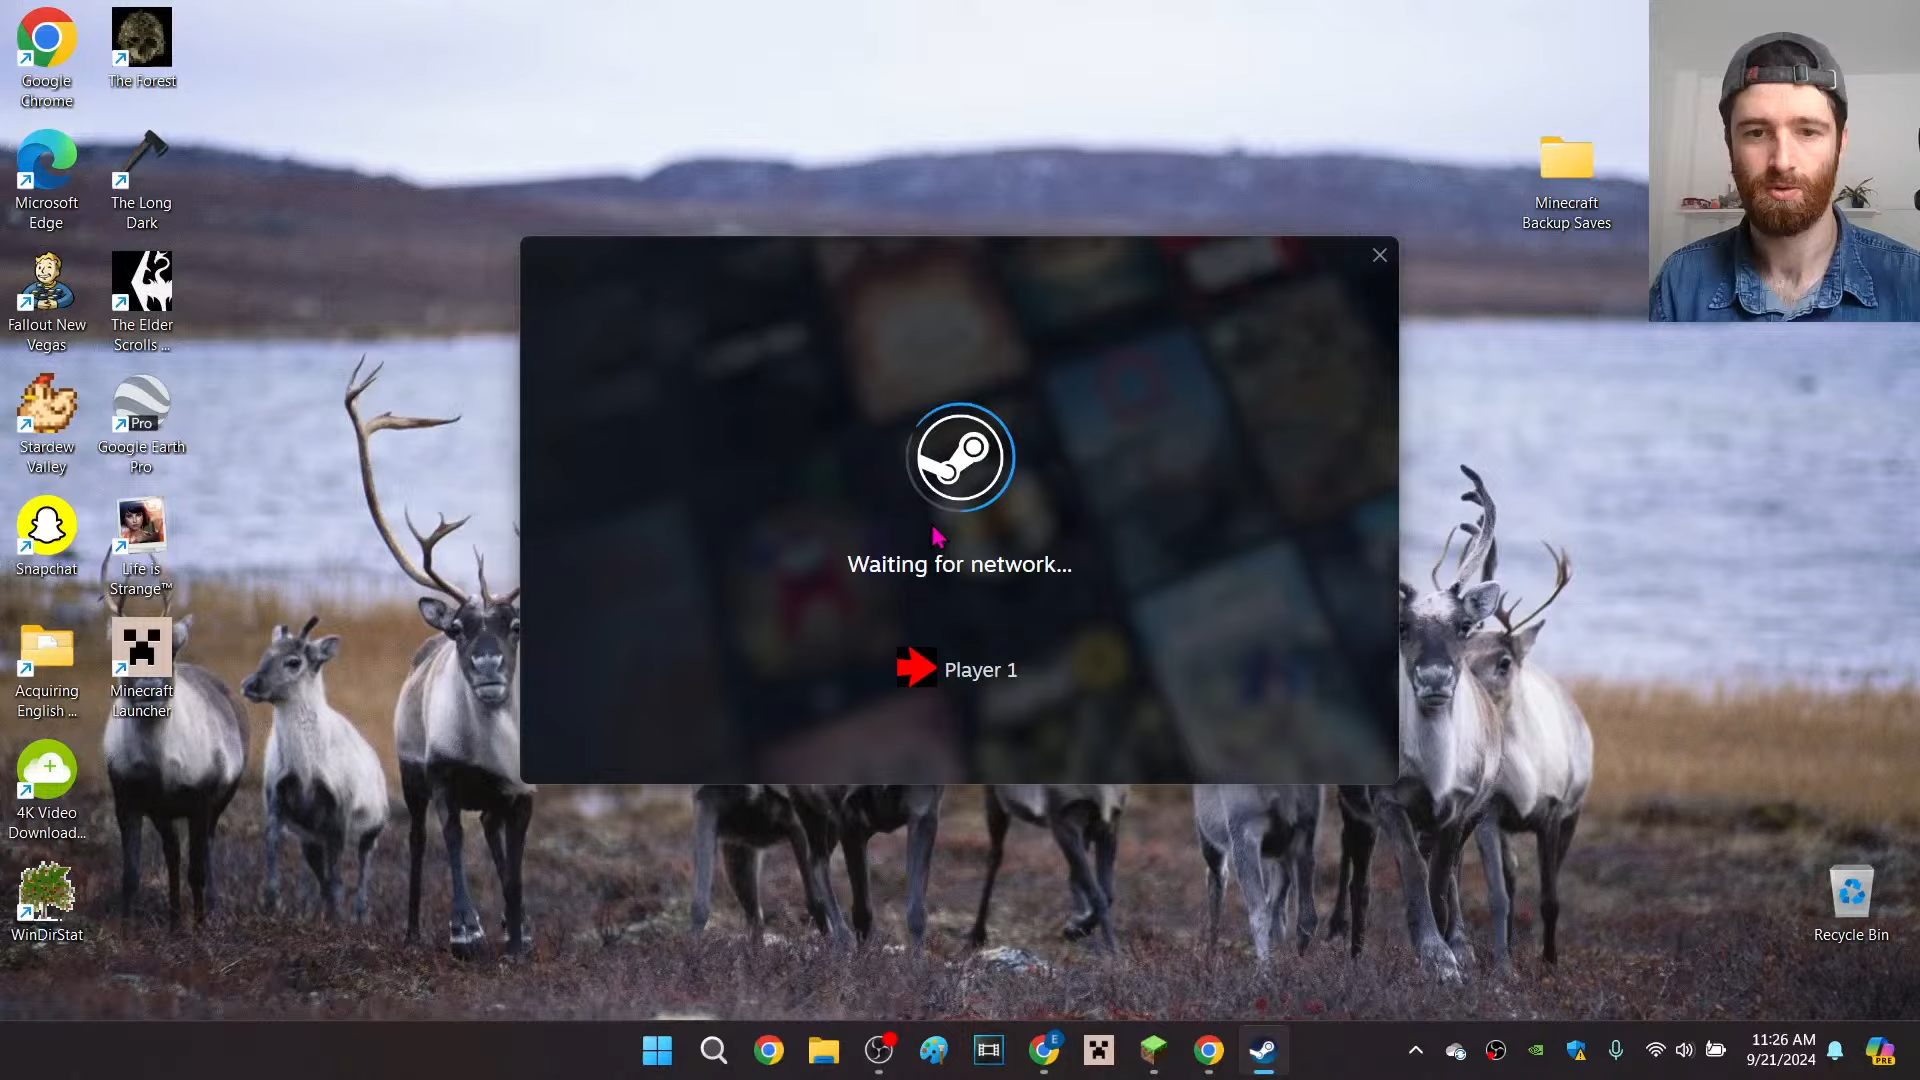 Google
Chrome
The Forest
Microsoft
Edge
The Long
Dark
Fallout New
Vegas
The Elder
Scrolls ...
Stardew
Valley
Pro
Google Earth
Pro
Snapchat
Life is
Strange™
Acquiring
English ...
Minecraft
Launcher
4K Video
Download...
WinDirStat
Minecraft
Backup Saves
Waiting for network...
Player 1
Recycle Bin
E
11:26 AM
9/21/2024
PRE